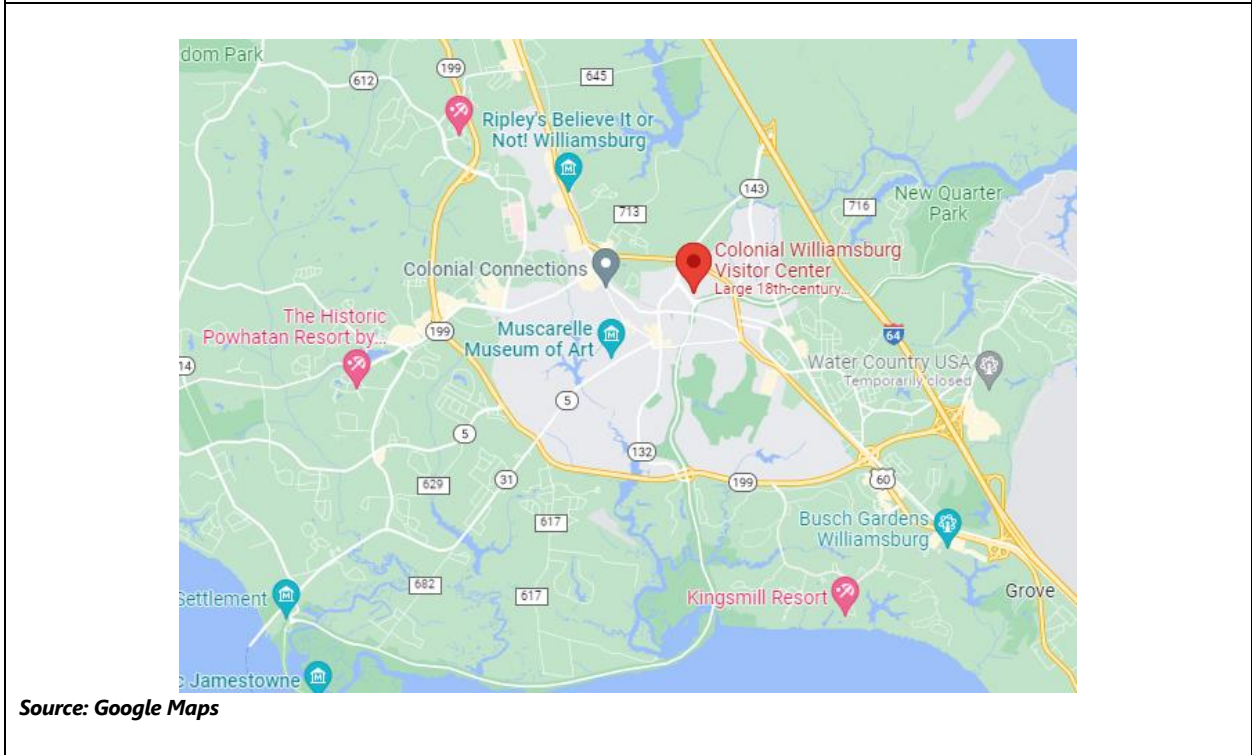 dom Park
612
199
645
Ripley's Believe It or
Not! Williamsburg
143
713
716
New Quarter
Park
Colonial Williamsburg
Visitor Center
Large 18th-century...
Colonial Connections
The Historic
Powhatan Resort by...
199
Muscarelle
Museum of Art
64
Water Country USA
Temporarily closed
14
5
5
132
31
629
199
60
617
Busch Gardens
Williamsburg
682
617
Settlement
Kingsmill Resort
Grove
c Jamestowne
Source: Google Maps